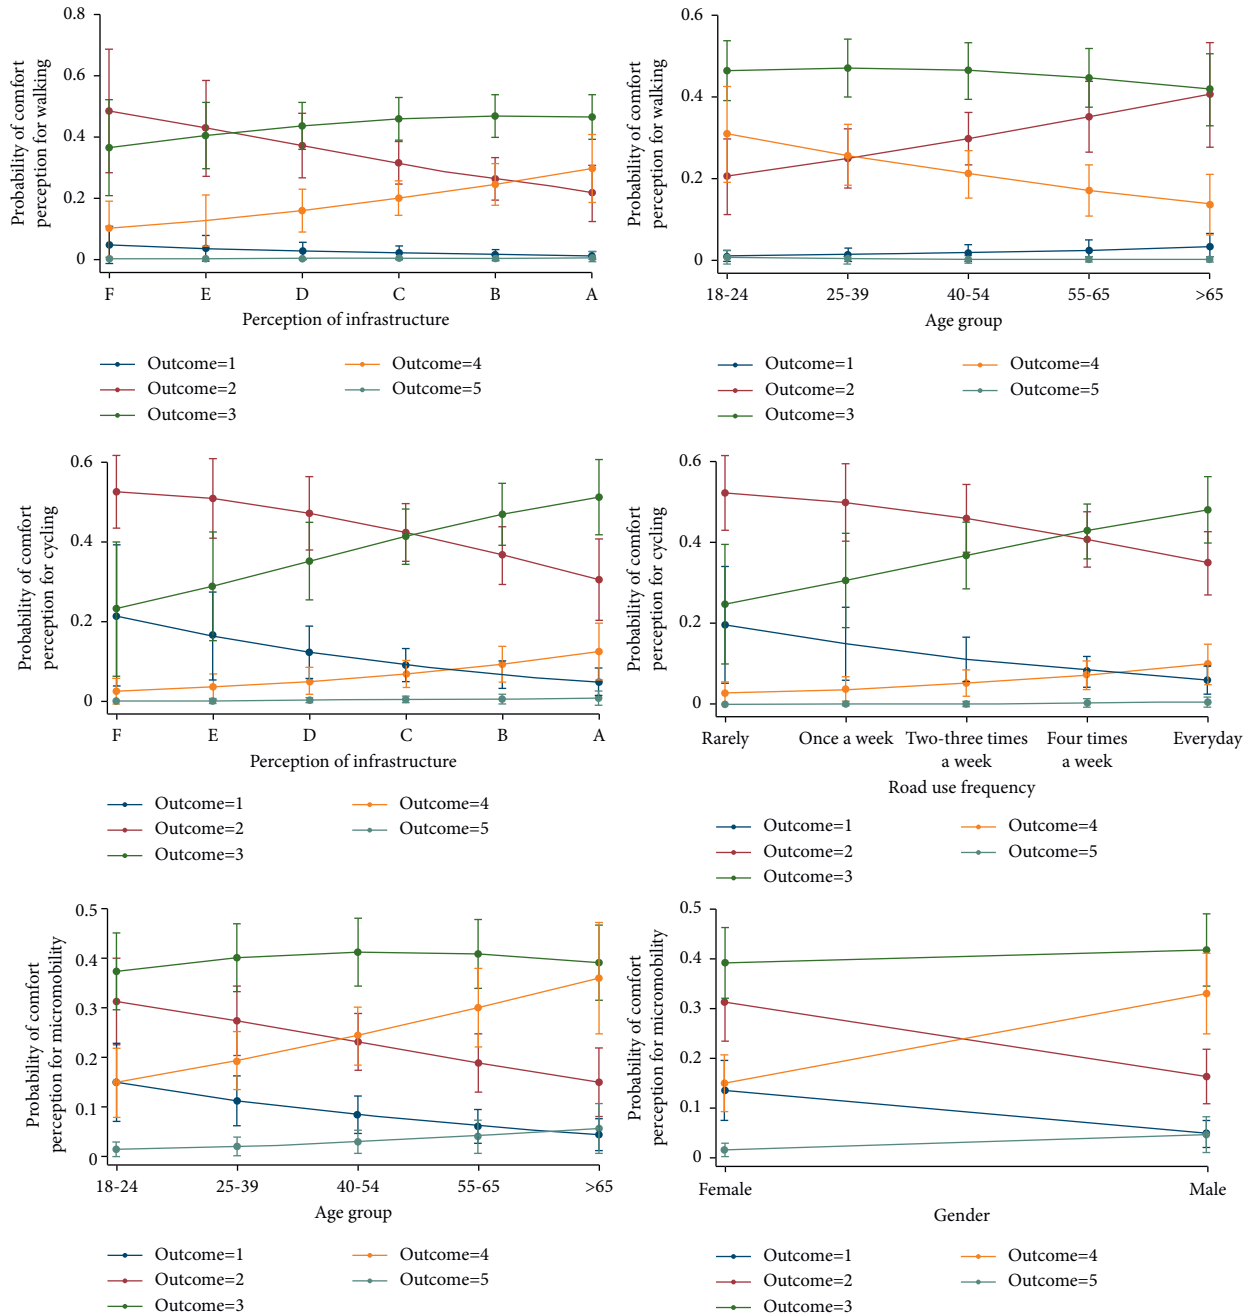 Probability of comfort
perception for walking
0.8
0.6
0.4
0.2
0
F E D C B A
Perception of infrastructure
Outcome=1
Outcome=2
Outcome=3
Outcome=4
Outcome=5
Probability of comfort
perception for walking
0.6
0.4
0.2
0
18-24 25-39 40-54 55-65 >65
Age group
Outcome=1
Outcome=2
Outcome=3
Outcome=4
Outcome=5
Probability of comfort
perception for cycling
0.6
0.4
0.2
0
F E D C B A
Perception of infrastructure
Outcome=1
Outcome=2
Outcome=3
Outcome=4
Outcome=5
Probability of comfort
perception for cycling
0.6
0.4
0.2
0
Rarely Once a week Two-three times Four times Everyday
a week a week
Road use frequency
Outcome=1
Outcome=2
Outcome=3
Outcome=4
Outcome=5
Probability of comfort
perception for micromobility
0.5
0.4
0.3
0.2
0.1
0
18-24 25-39 40-54 55-65 >65
Age group
Outcome=1
Outcome=2
Outcome=3
Outcome=4
Outcome=5
Probability of comfort
perception for micromobility
0.5
0.4
0.3
0.2
0.1
0
Female Male
Gender
Outcome=1
Outcome=2
Outcome=3
Outcome=4
Outcome=5